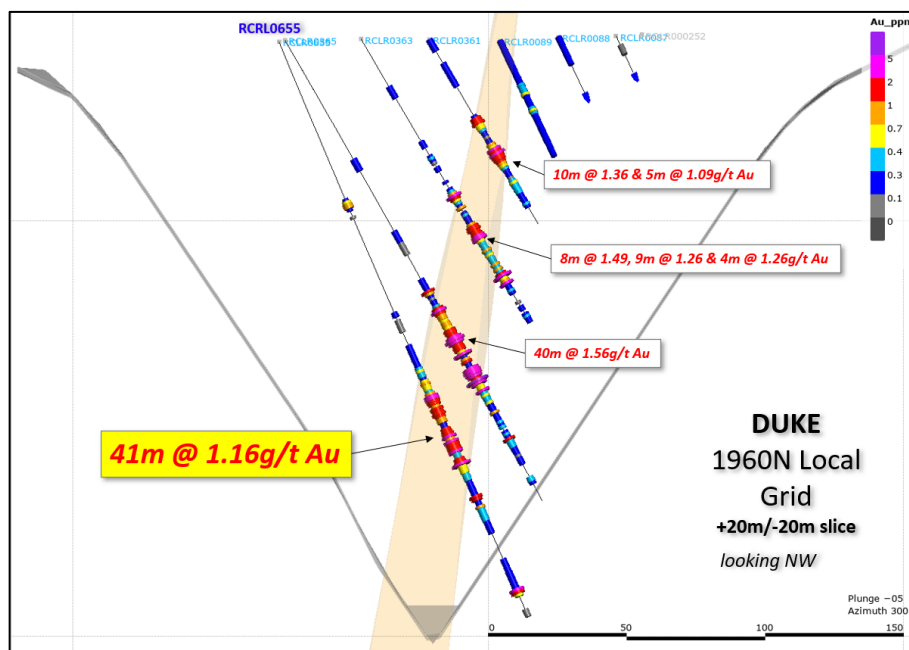 RCRL0655
RCLR0363
RCLR0361
RCLR0089
RCLR0088
RCLR0087
Au_ppm
5
2
1
0.7
0.4
0.3
0.1
0
10m @ 1.36 & 5m @ 1.09g/t Au
8m @ 1.49, 9m @ 1.26 & 4m @ 1.26g/t Au
40m @ 1.56g/t Au
41m @ 1.16g/t Au
DUKE
1960N Local
Grid
+20m/-20m slice
looking NW
Plunge −05
Azimuth 300
0
50
100
150